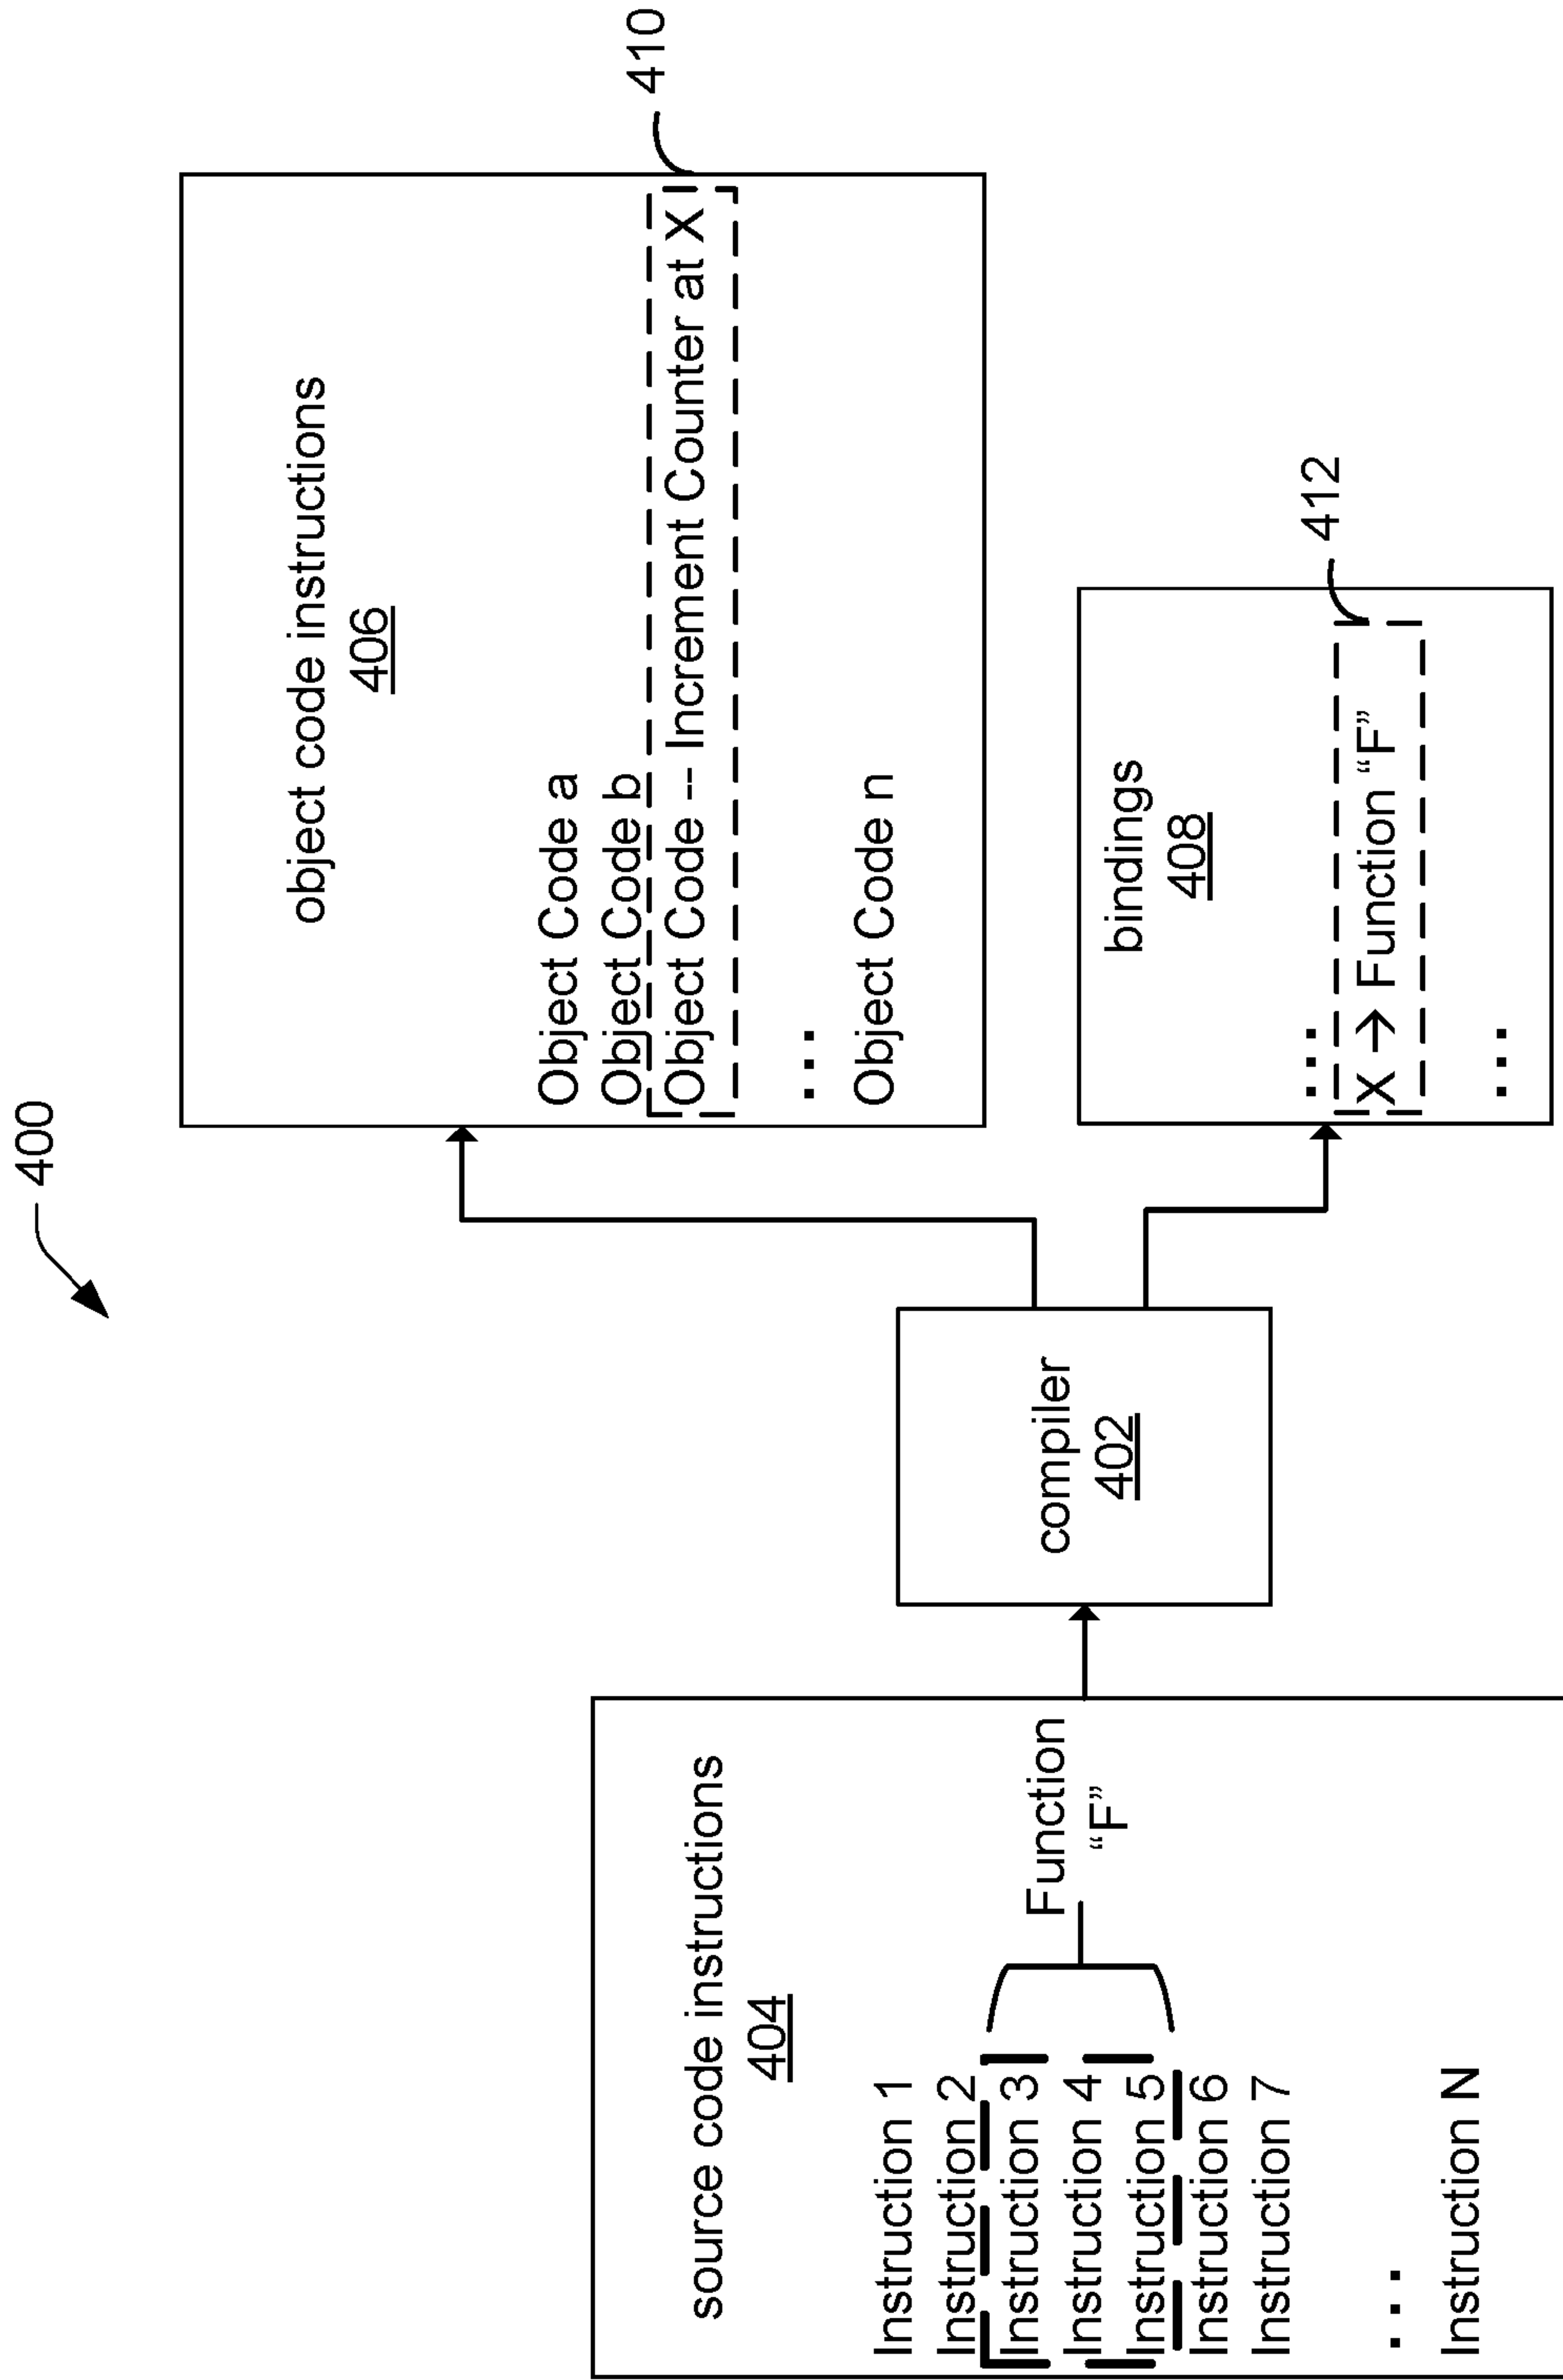 400
source code instructions
404
Instruction 1
Instruction 2
Instruction 3
Instruction 4
Instruction 5
Instruction 6
Instruction 7
...
Instruction N
Function
“F”
compiler
402
object code instructions
406
Object Code a
Object Code b
Object Code -- Increment Counter at X
...
Object Code n
410
bindings
408
...
X → Function “F”
...
412